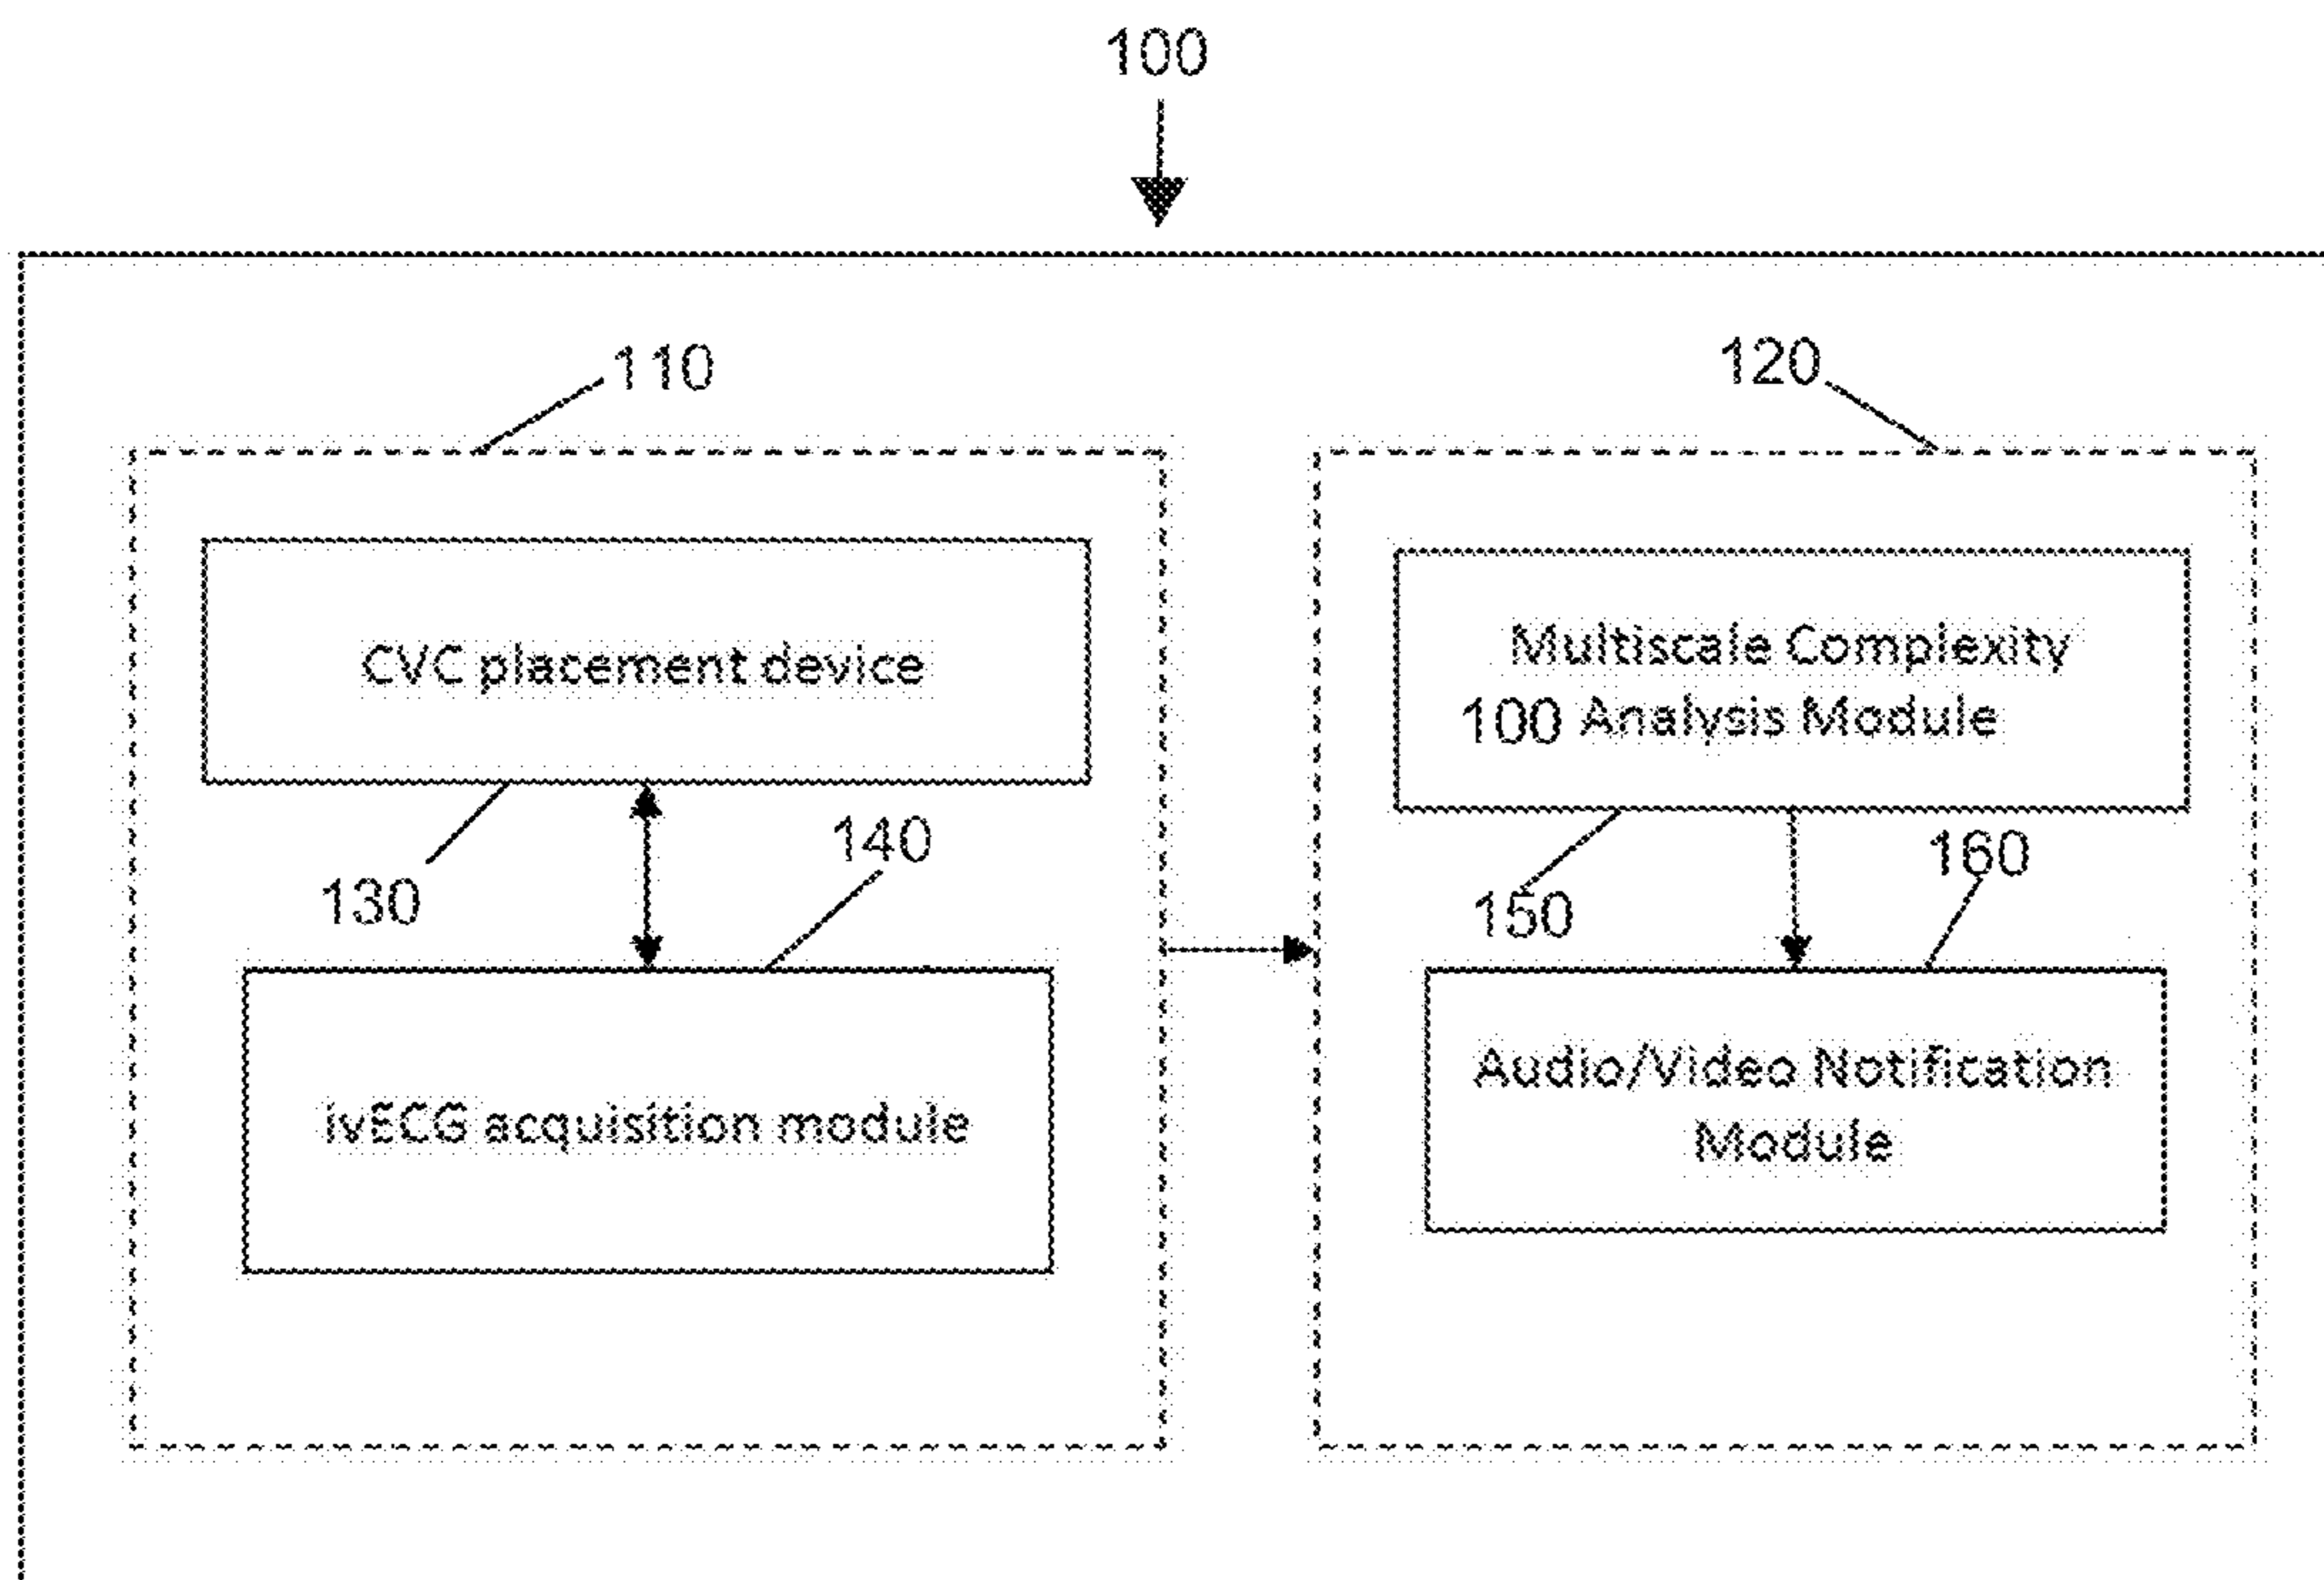 100
110
120
CVC placement device
Multiscale Complexity
100 Analysis Module
130
140
150
160
ivECG acquisition module
Audio/Video Notification
Module